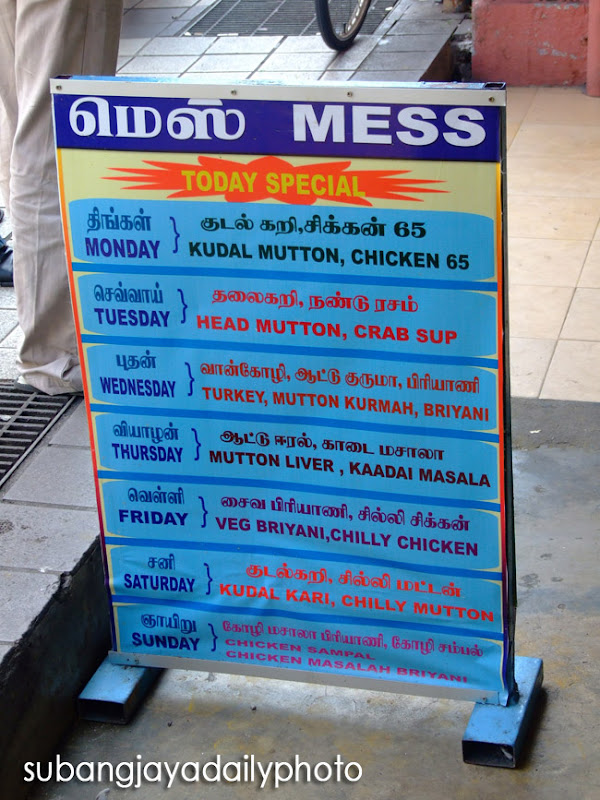 மெஸ் MESS
TODAY SPECIAL
திங்கள்
MONDAY
குடல் கறி,சிக்கன் 65
KUDAL MUTTON, CHICKEN 65
செவ்வாய்
TUESDAY
தலைகறி, நண்டு ரசம்
HEAD MUTTON, CRAB SUP
புதன்
WEDNESDAY
வான்கோழி, ஆட்டு குருமா, பிரியாணி
TURKEY, MUTTON KURMAH, BRIYANI
வியாழன்
THURSDAY
ஆட்டு ஈரல், காடை மசாலா
MUTTON LIVER , KAADAI MASALA
வெள்ளி
FRIDAY
சைவ பிரியாணி, சில்லி சிக்கன்
VEG BRIYANI,CHILLY CHICKEN
சனி
SATURDAY
குடல்கறி, சில்லி மட்டன்
KUDAL KARI, CHILLY MUTTON
ஞாயிறு
SUNDAY
கோழி மசாலா பிரியாணி, கோழி சம்பல்
CHICKEN SAMPAL
CHICKEN MASALAH BRIYANI
subangjayadailyphoto